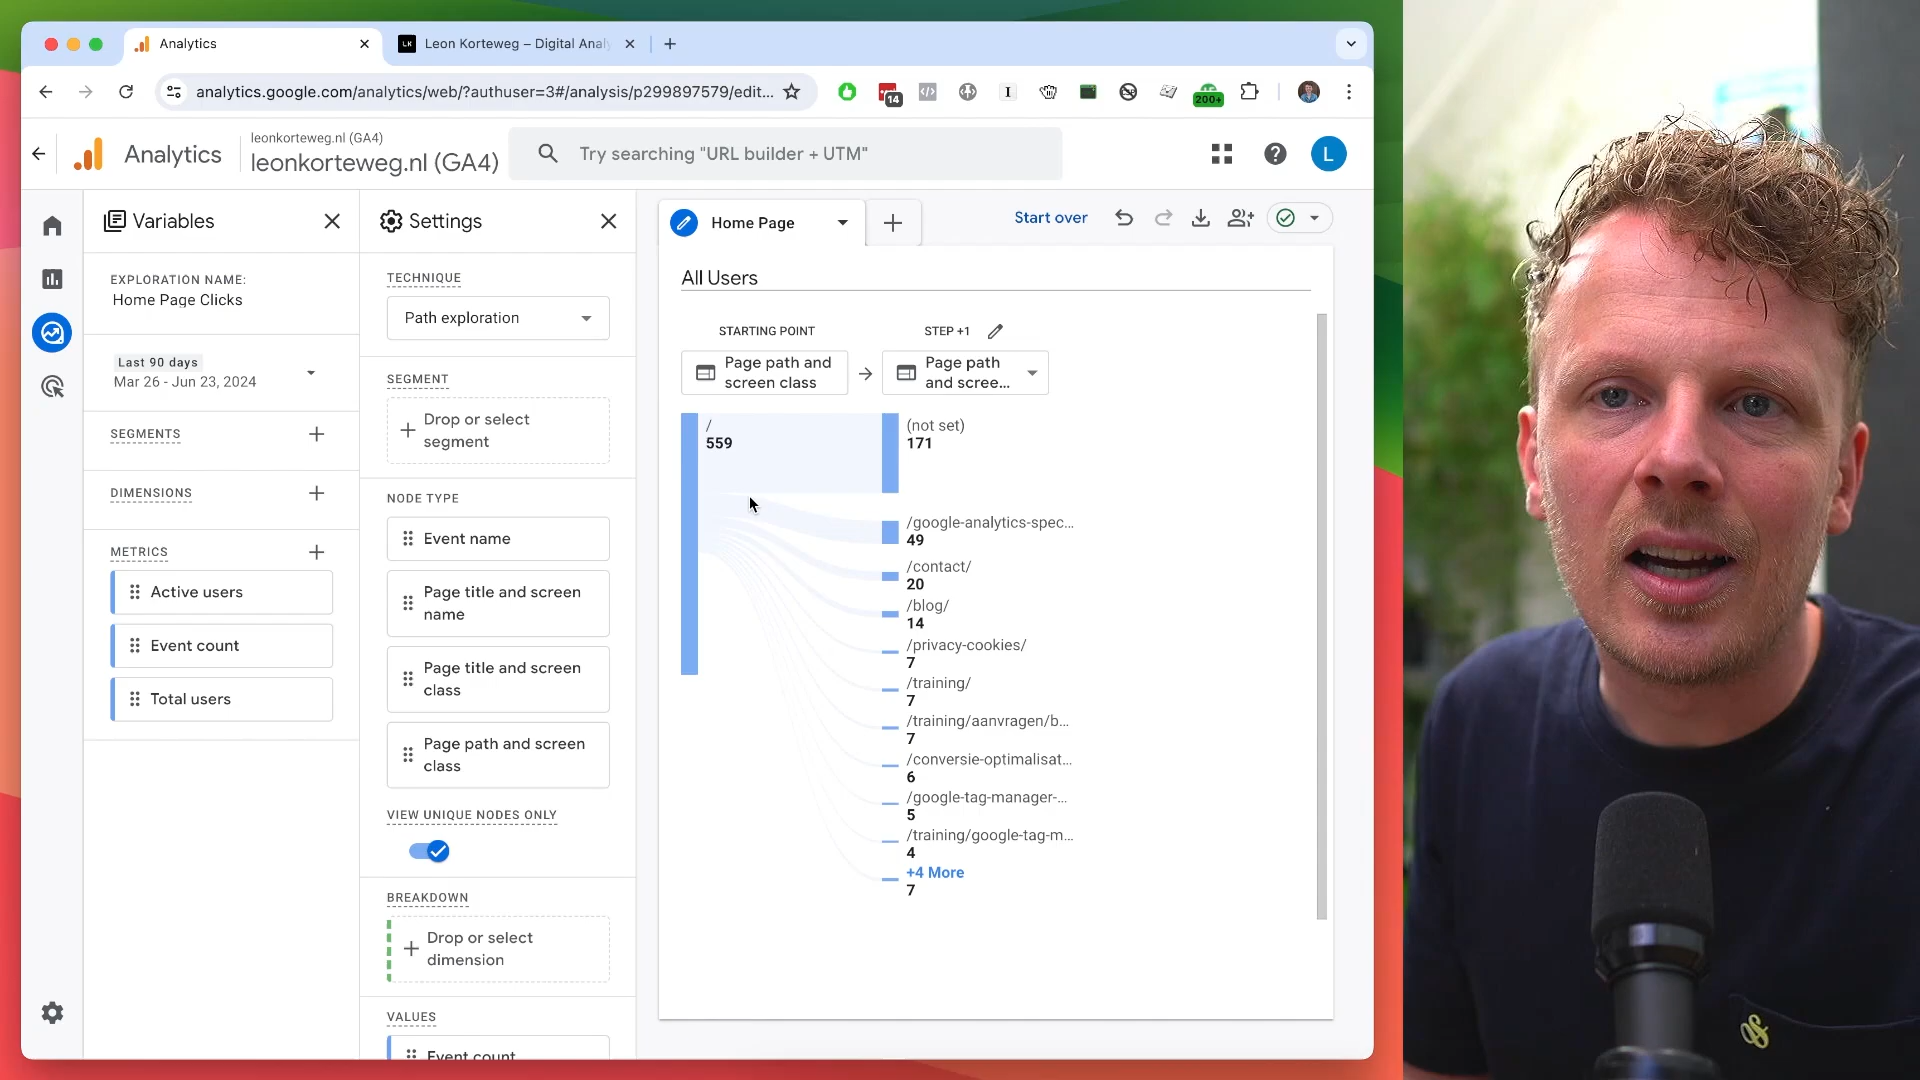 Analytics
LK
Leon Korteweg – Digital Anal
analytics.google.com/analytics/web/?authuser=3#/analysis/p299897579/edit...
14
I
200+
Analytics
leonkorteweg.nl (GA4)
leonkorteweg.nl (GA4)
Try searching "URL builder + UTM"
L
Variables
EXPLORATION NAME:
Home Page Clicks
Last 90 days
Mar 26 - Jun 23, 2024
SEGMENTS
DIMENSIONS
METRICS
Active users
Event count
Total users
Settings
TECHNIQUE
Path exploration
SEGMENT
Drop or select
segment
NODE TYPE
Event name
Page title and screen
name
Page title and screen
class
Page path and screen
class
VIEW UNIQUE NODES ONLY
BREAKDOWN
Drop or select
dimension
VALUES
Event count
Home Page
Start over
All Users
STARTING POINT
STEP +1
Page path and
screen class
Page path
and scree...
/
559
(not set)
171
/google-analytics-spec...
49
/contact/
20
/blog/
14
/privacy-cookies/
7
/training/
7
/training/aanvragen/b...
7
/conversie-optimalisat...
6
/google-tag-manager-...
5
/training/google-tag-m...
4
+4 More
7